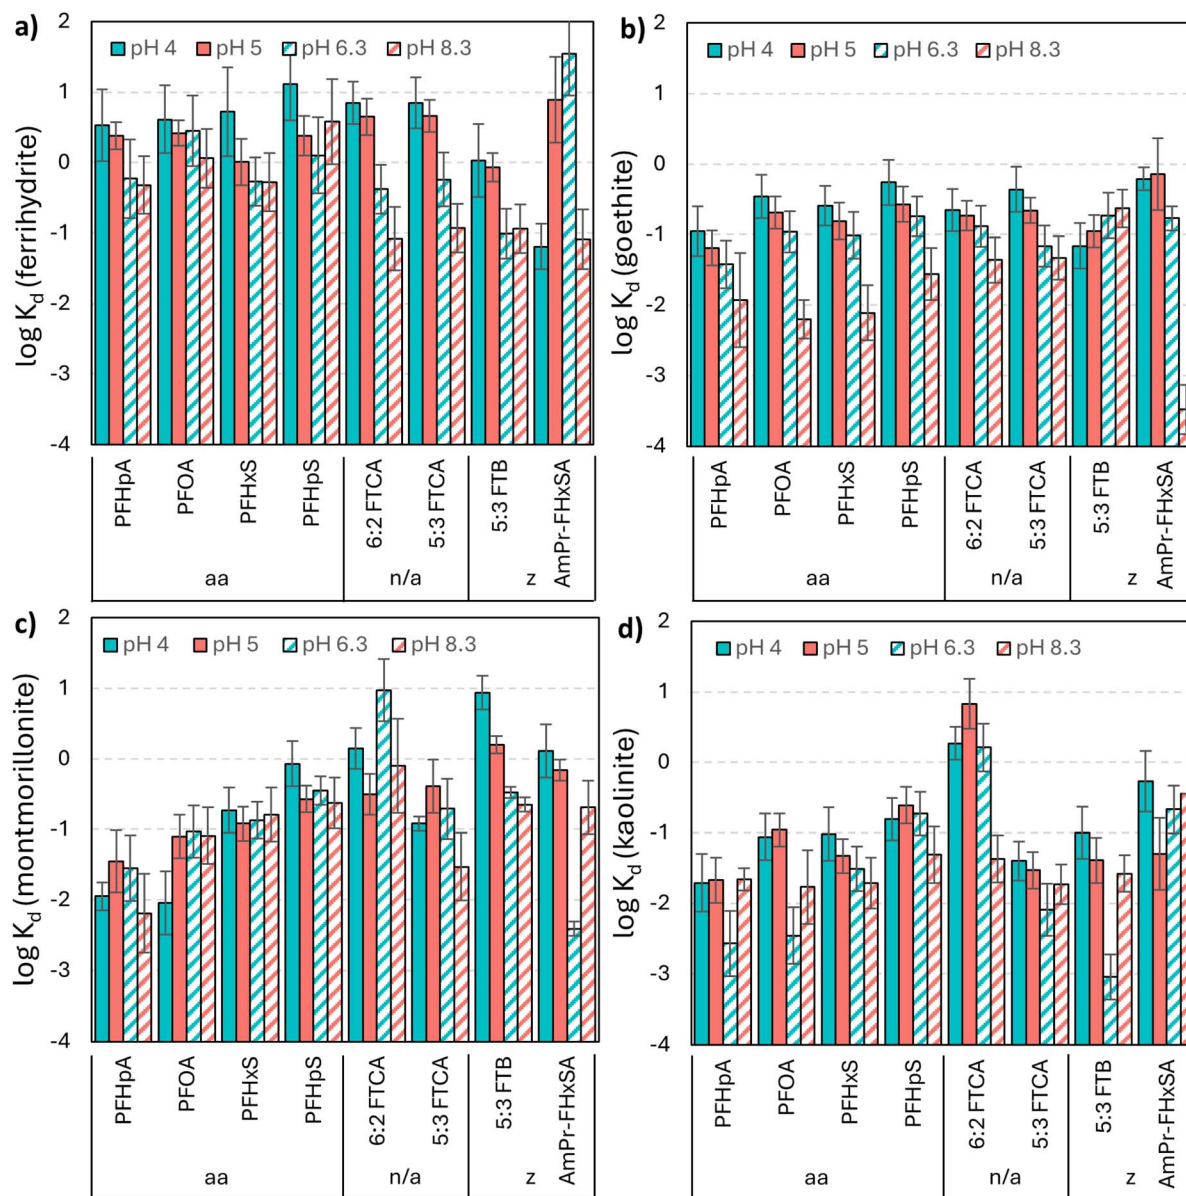 a)
2
pH 4 pH 5 pH 6.3 pH 8.3
1
0
-1
-2
-3
-4
log Kd (ferrihydrite)
PFHpA PFOA PFHxS PFHpS 6:2 FTCA 5:3 FTCA 5:3 FTB AmPr-FHxSA
aa n/a z
b)
2
pH 4 pH 5 pH 6.3 pH 8.3
1
0
-1
-2
-3
-4
log Kd (goethite)
PFHpA PFOA PFHxS PFHpS 6:2 FTCA 5:3 FTCA 5:3 FTB AmPr-FHxSA
aa n/a z
c)
2
pH 4 pH 5 pH 6.3 pH 8.3
1
0
-1
-2
-3
-4
log Kd (montmorillonite)
PFHpA PFOA PFHxS PFHpS 6:2 FTCA 5:3 FTCA 5:3 FTB AmPr-FHxSA
aa n/a z
d)
2
pH 4 pH 5 pH 6.3 pH 8.3
1
0
-1
-2
-3
-4
log Kd (kaolinite)
PFHpA PFOA PFHxS PFHpS 6:2 FTCA 5:3 FTCA 5:3 FTB AmPr-FHxSA
aa n/a z